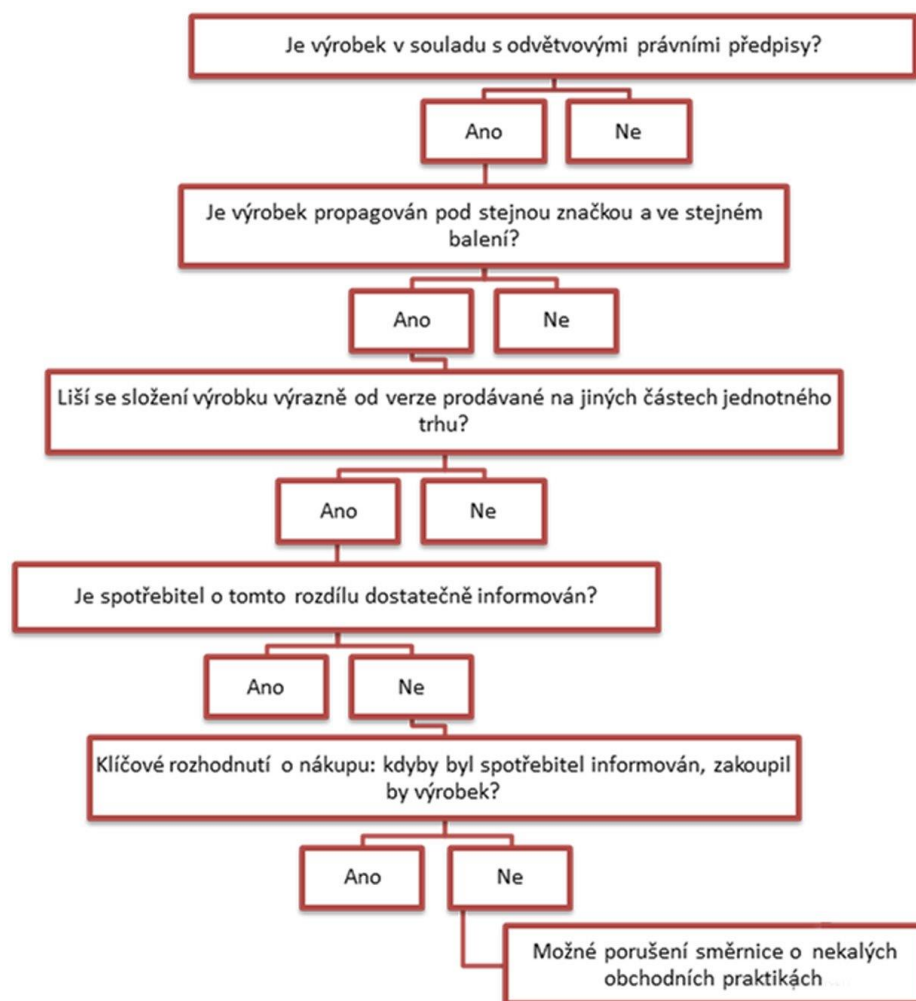 Je výrobek v souladu s odvětvovými právními předpisy?
Ano
Ne
Je výrobek propagován pod stejnou značkou a ve stejném
balení?
Ano
Ne
Liší se složení výrobku výrazně od verze prodávané na jiných částech jednotného
trhu?
Ano
Ne
Je spotřebitel o tomto rozdílu dostatečně informován?
Ano
Ne
Klíčové rozhodnutí o nákupu: kdyby byl spotřebitel informován, zakoupil
by výrobek?
Ano
Ne
Možné porušení směrnice o nekalých
obchodních praktikách